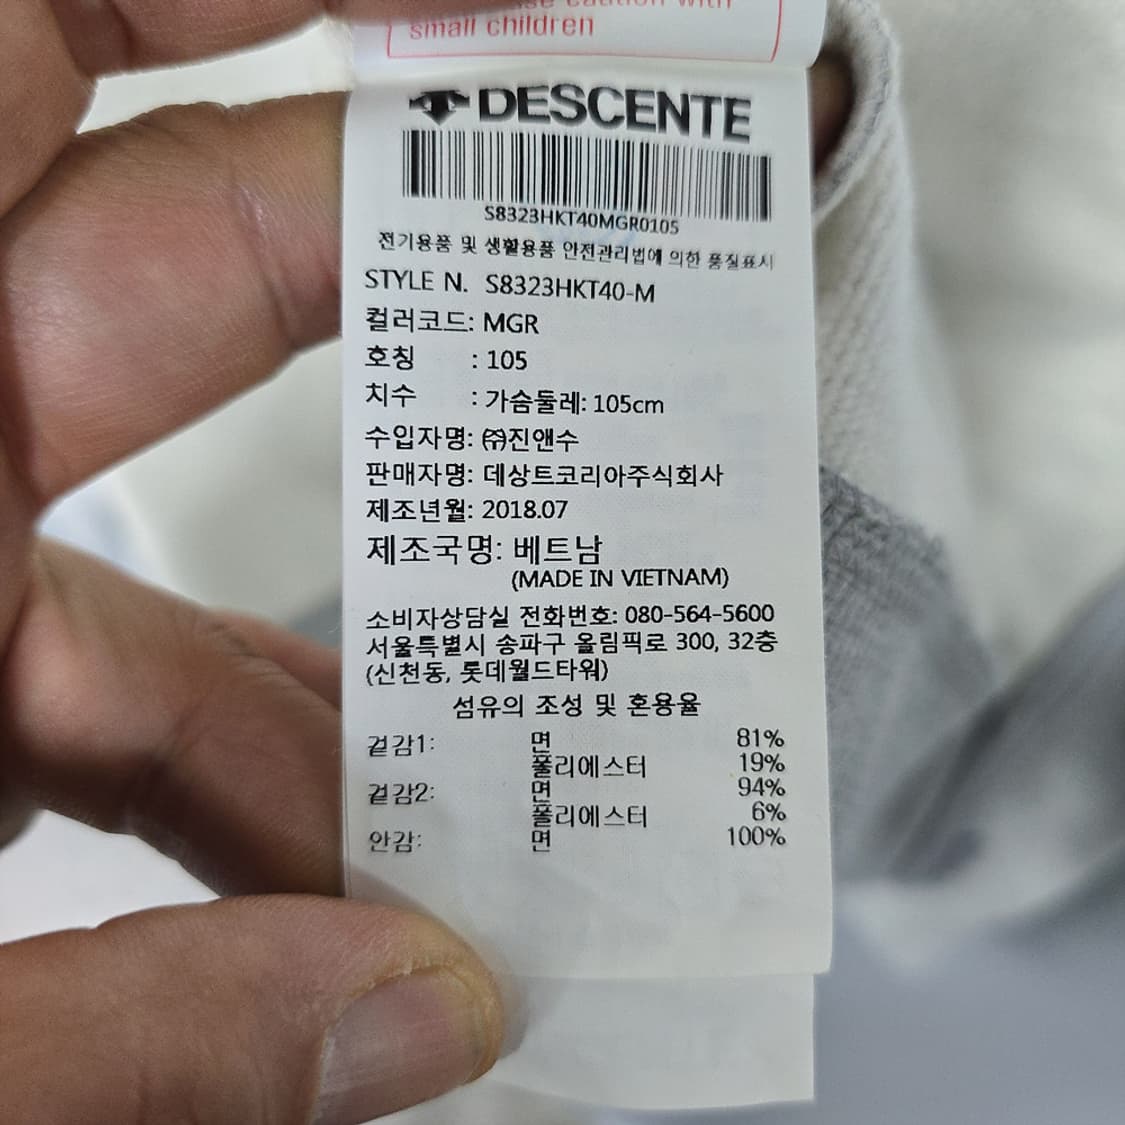 caution with
small children
DESCENTE
S8323HKT40MGR0105
전기용품 및 생활용품 안전관리법에 의한 품질표시
STYLE N. S8323HKT40-M
컬러코드: MGR
호칭 : 105
치수 : 가슴둘레: 105cm
수입자명: ㈜진앤수
판매자명: 데상트코리아주식회사
제조년월: 2018.07
제조국명: 베트남
(MADE IN VIETNAM)
소비자상담실 전화번호: 080-564-5600
서울특별시 송파구 올림픽로 300, 32층
(신천동, 롯데월드타워)
섬유의 조성 및 혼용율
겉감1: 면 81%
폴리에스터 19%
겉감2: 면 94%
폴리에스터 6%
안감: 면 100%